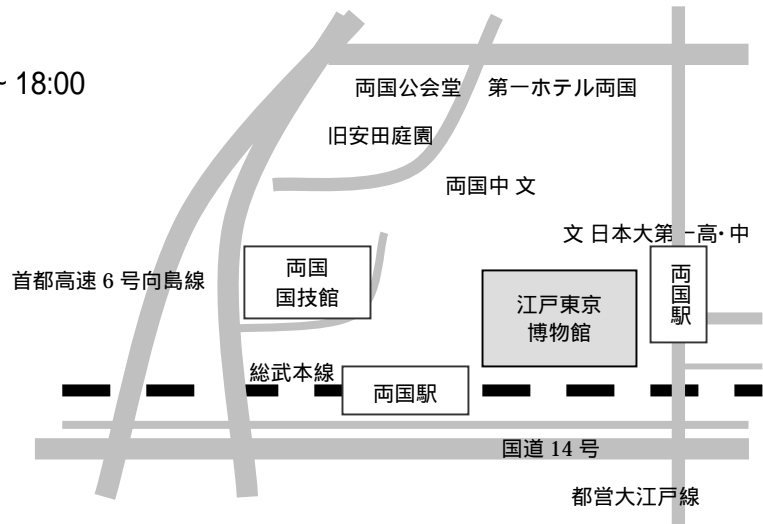 ~ 18:00
両国公会堂 第一ホテル両国
旧安田庭園
両国中 文
文 日本大第一高・中
首都高速 6 号向島線
両国
国技館
江戸東京
博物館
両国駅
総武本線
両国駅
国道 14 号
都営大江戸線